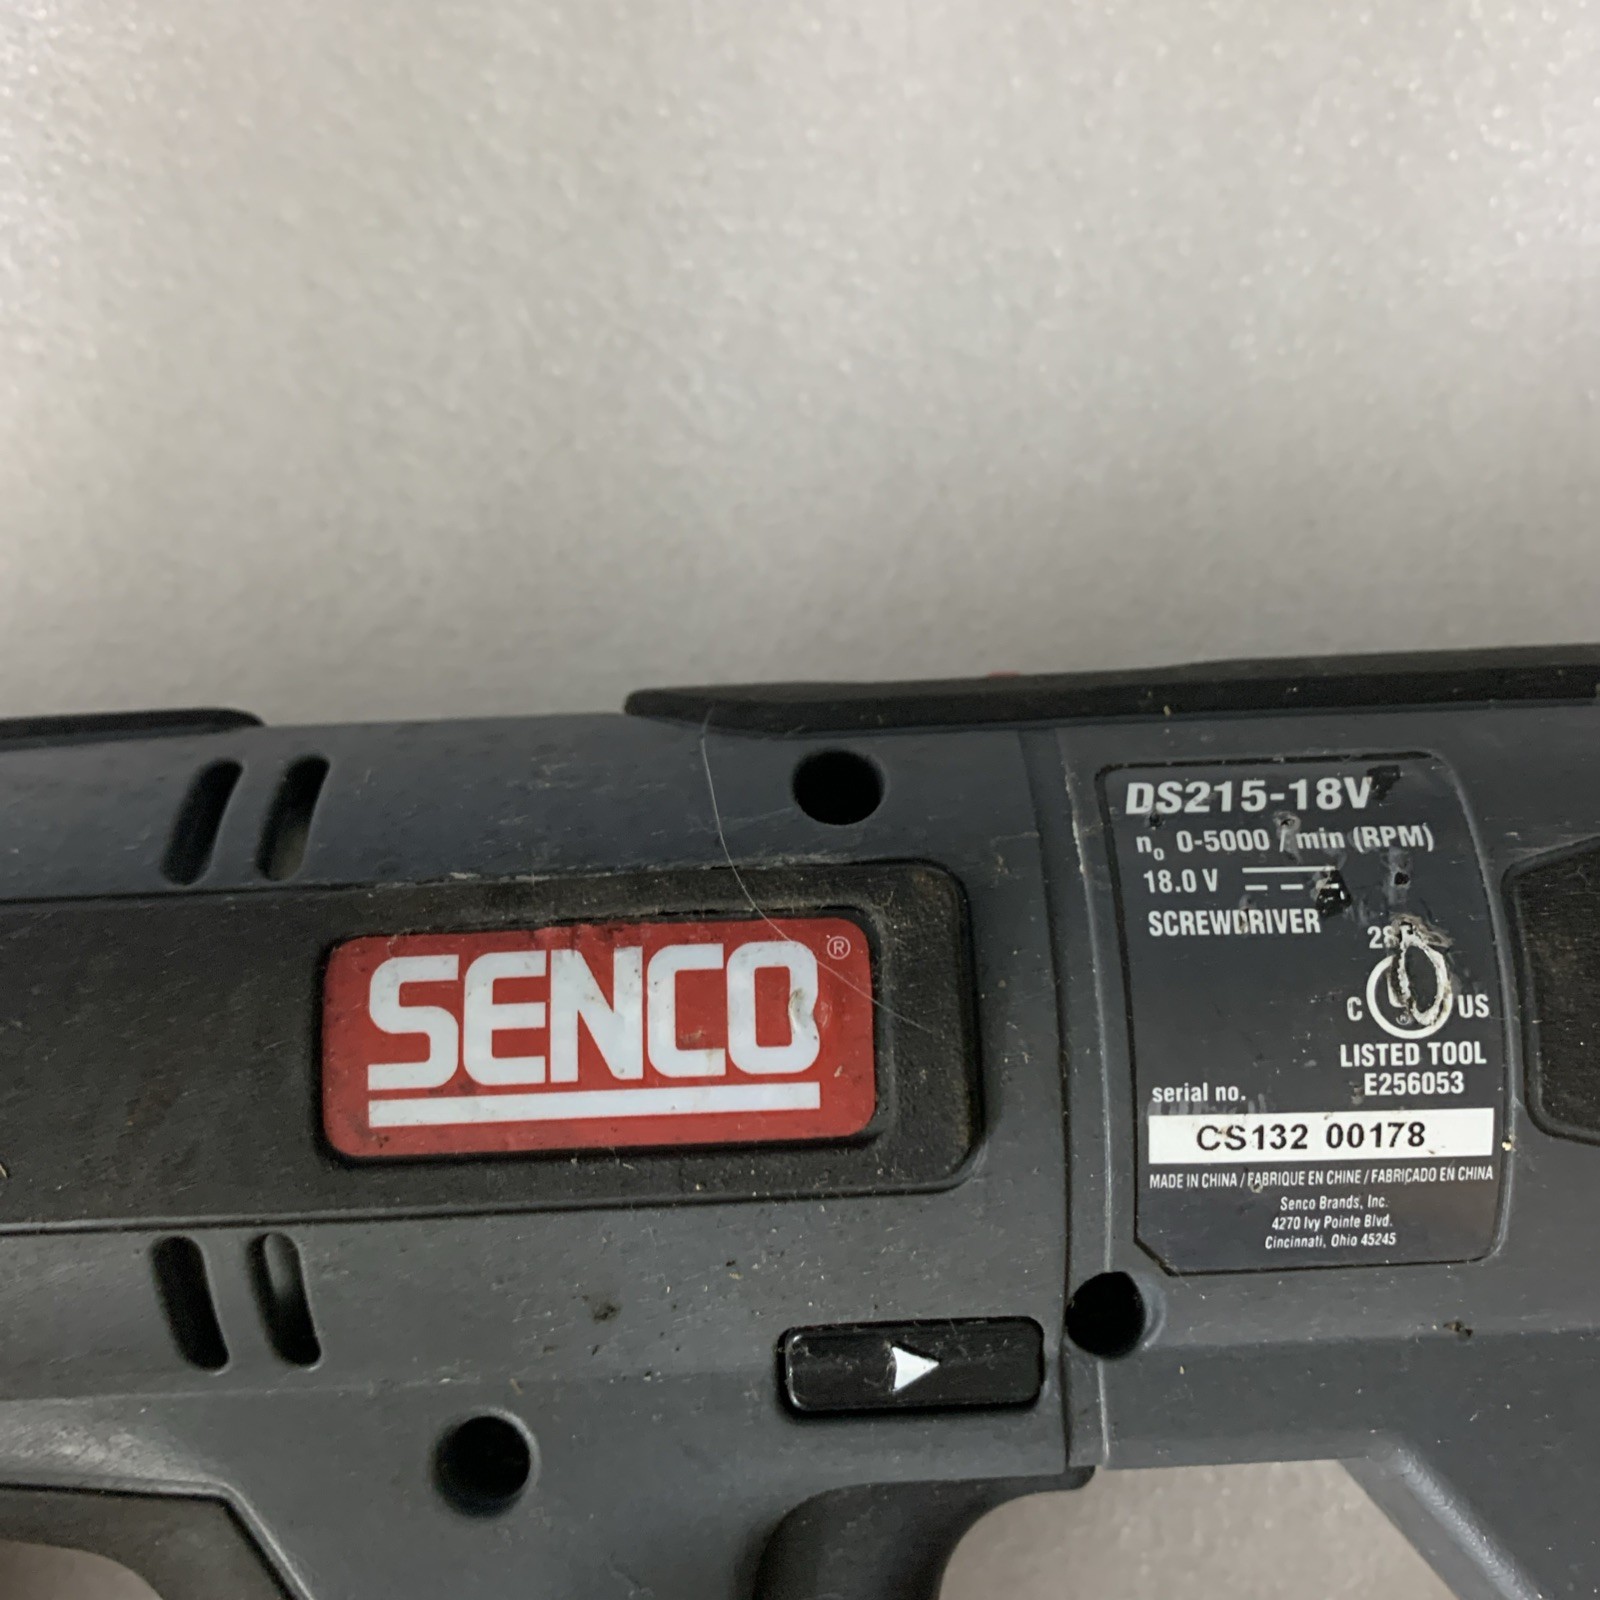 SENCO®
DS215-18V
n₀ 0-5000 / min (RPM)
18.0 V
SCREWDRIVER
C UL US
LISTED TOOL
E256053
serial no.
CS132 00178
MADE IN CHINA / FABRIQUE EN CHINE / FABRICADO EN CHINA
Senco Brands, Inc.
4270 Ivy Pointe Blvd.
Cincinnati, Ohio 45245